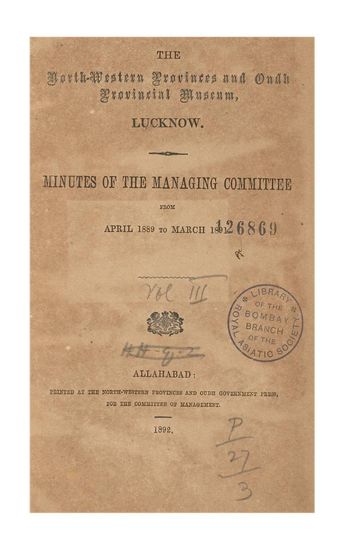 THE
North-Western Provinces and Oudh
Provincial Museum,
LUCKNOW.
MINUTES OF THE MANAGING COMMITTEE
FROM
APRIL 1889 TO MARCH 1891.
126869
Vol III
LIBRARY
OF THE
BOMBAY
BRANCH
OF THE
ROYAL ASIATIC SOCIETY
ALLAHABAD:
PRINTED AT THE NORTH-WESTERN PROVINCES AND OUDH GOVERNMENT PRESS,
FOR THE COMMITTEE OF MANAGEMENT.
1892.
P
27
3